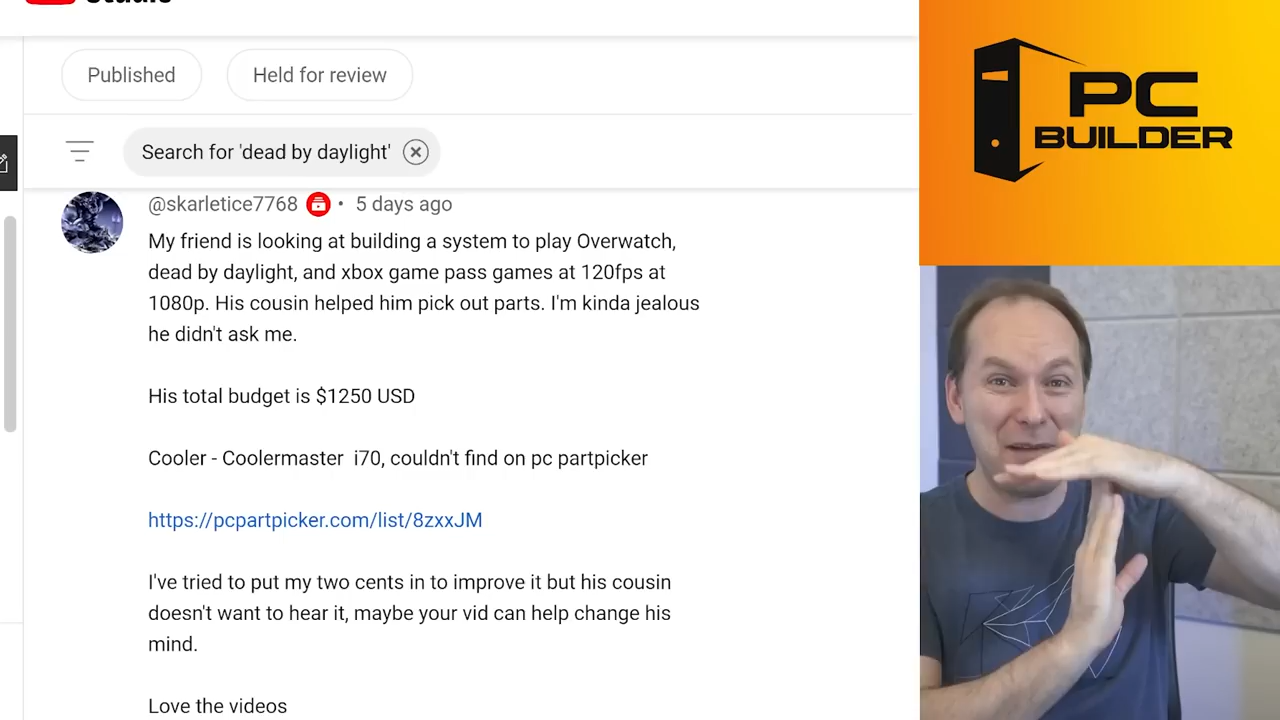 Studio
Published
Held for review
Search for 'dead by daylight'
@skarletice7768 • 5 days ago
My friend is looking at building a system to play Overwatch,
dead by daylight, and xbox game pass games at 120fps at
1080p. His cousin helped him pick out parts. I'm kinda jealous
he didn't ask me.
His total budget is $1250 USD
Cooler - Coolermaster  i70, couldn't find on pc partpicker
https://pcpartpicker.com/list/8zxxJM
I've tried to put my two cents in to improve it but his cousin
doesn't want to hear it, maybe your vid can help change his
mind.
Love the videos
PC
BUILDER